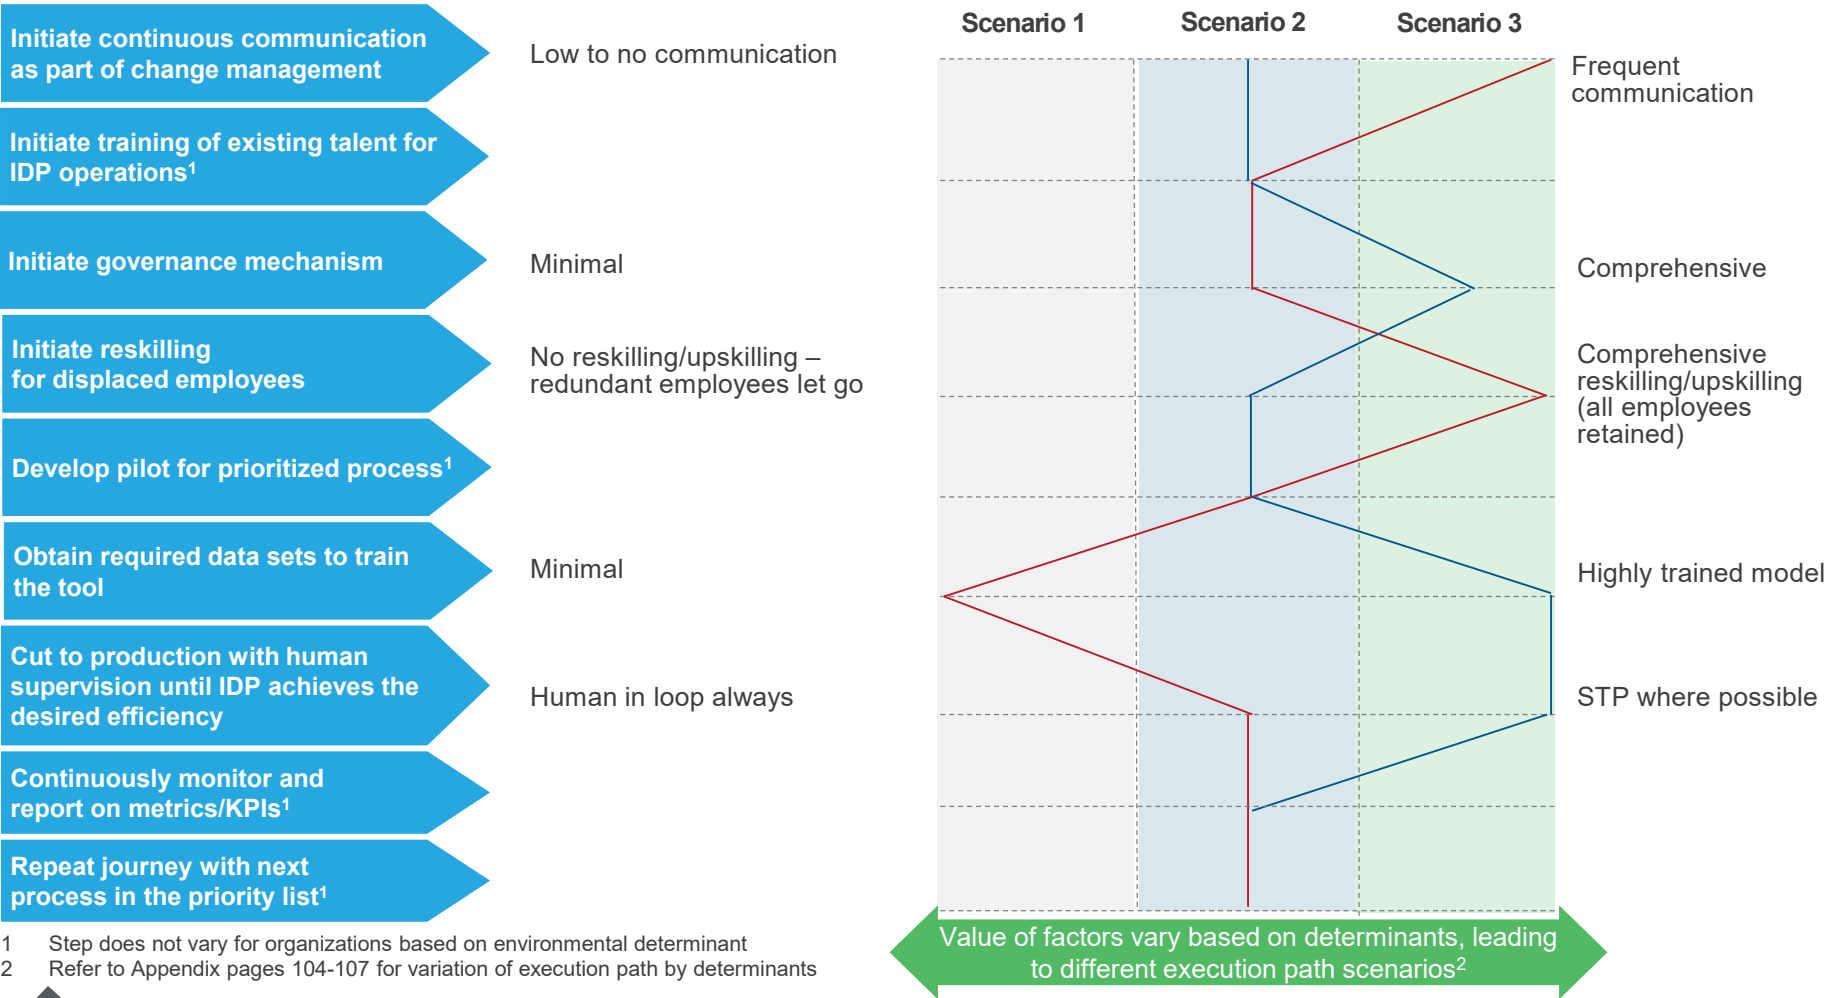 Scenario 1
Scenario 2
Scenario 3
Initiate continuous communication
as part of change management
Low to no communication
Frequent
communication
Initiate training of existing talent for
IDP operations¹
Initiate governance mechanism
Minimal
Comprehensive
Initiate reskilling
for displaced employees
No reskilling/upskilling –
redundant employees let go
Comprehensive
reskilling/upskilling
(all employees
retained)
Develop pilot for prioritized process¹
Obtain required data sets to train
the tool
Minimal
Highly trained model
Cut to production with human
supervision until IDP achieves the
desired efficiency
Human in loop always
STP where possible
Continuously monitor and
report on metrics/KPIs¹
Repeat journey with next
process in the priority list¹
Value of factors vary based on determinants, leading
to different execution path scenarios²
1 Step does not vary for organizations based on environmental determinant
2 Refer to Appendix pages 104-107 for variation of execution path by determinants